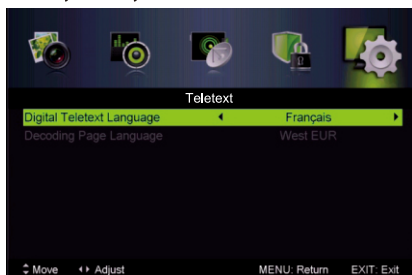 Teletext
Digital Teletext Language Français
Decoding Page Language West EUR
Move Adjust MENU: Return EXIT: Exit